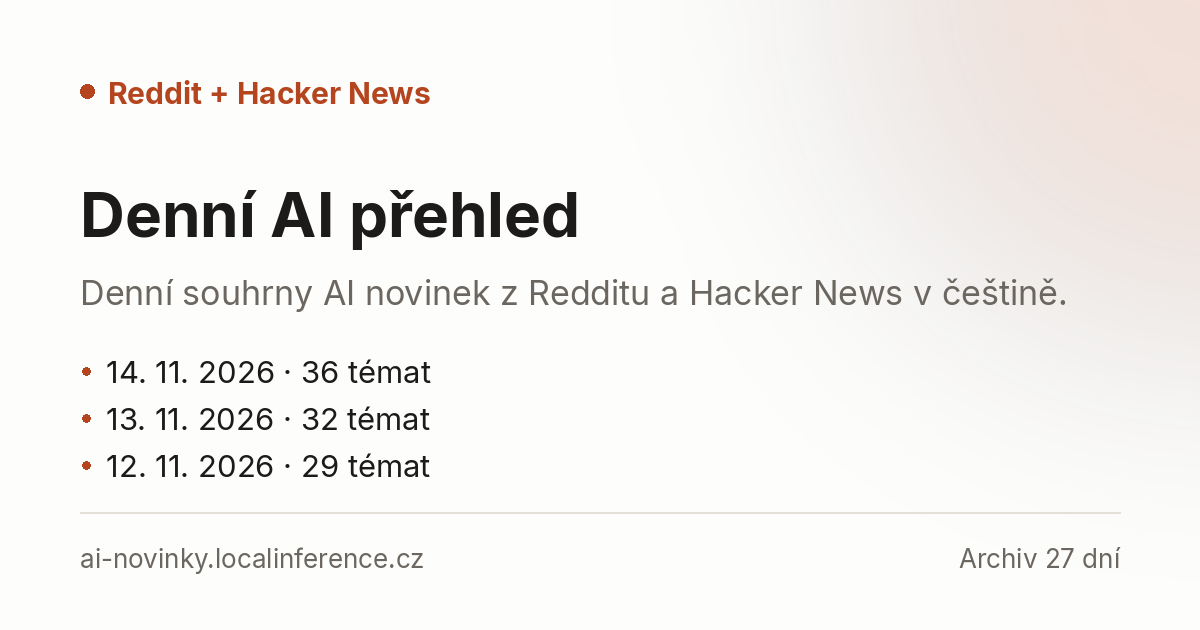 Reddit + Hacker News
Denní AI přehled
Denní souhrny AI novinek z Redditu a Hacker News v češtině.
• 14. 11. 2026 · 36 témat
• 13. 11. 2026 · 32 témat
• 12. 11. 2026 · 29 témat
ai-novinky.localinference.cz
Archiv 27 dní